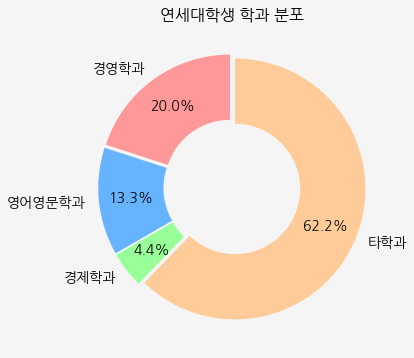 연세대학생 학과 분포
경영학과
20.0%
영어영문학과
13.3%
경제학과
4.4%
타학과
62.2%